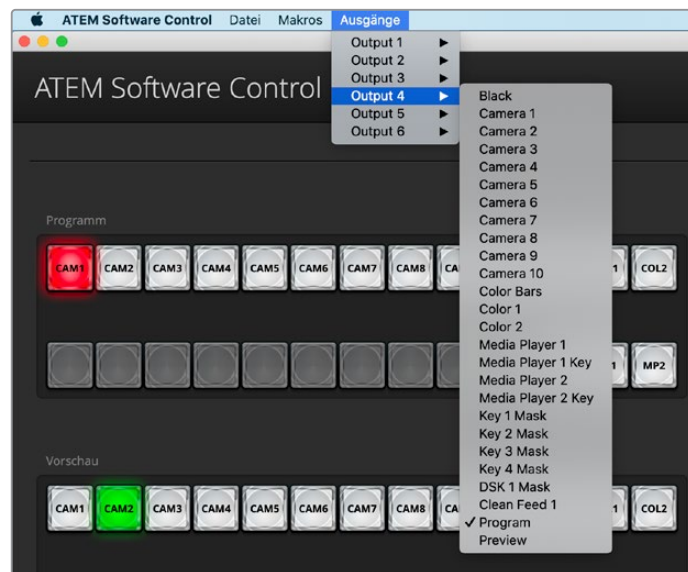 ATEM Software Control Datei Makros Ausgänge
Output 1
Output 2
Output 3
Output 4
Output 5
Output 6
ATEM Software Control
Black
Camera 1
Camera 2
Camera 3
Camera 4
Camera 5
Camera 6
Camera 7
Camera 8
Camera 9
Camera 10
Color Bars
Color 1
Color 2
Media Player 1
Media Player 1 Key
Media Player 2
Media Player 2 Key
Key 1 Mask
Key 2 Mask
Key 3 Mask
Key 4 Mask
DSK 1 Mask
Clean Feed 1
Program
Preview
Programm
CAM1 CAM2 CAM3 CAM4 CAM5 CAM6 CAM7 CAM8 CA 1 COL2
1 MP2
Vorschau
CAM1 CAM2 CAM3 CAM4 CAM5 CAM6 CAM7 CAM8 CA 1 COL2